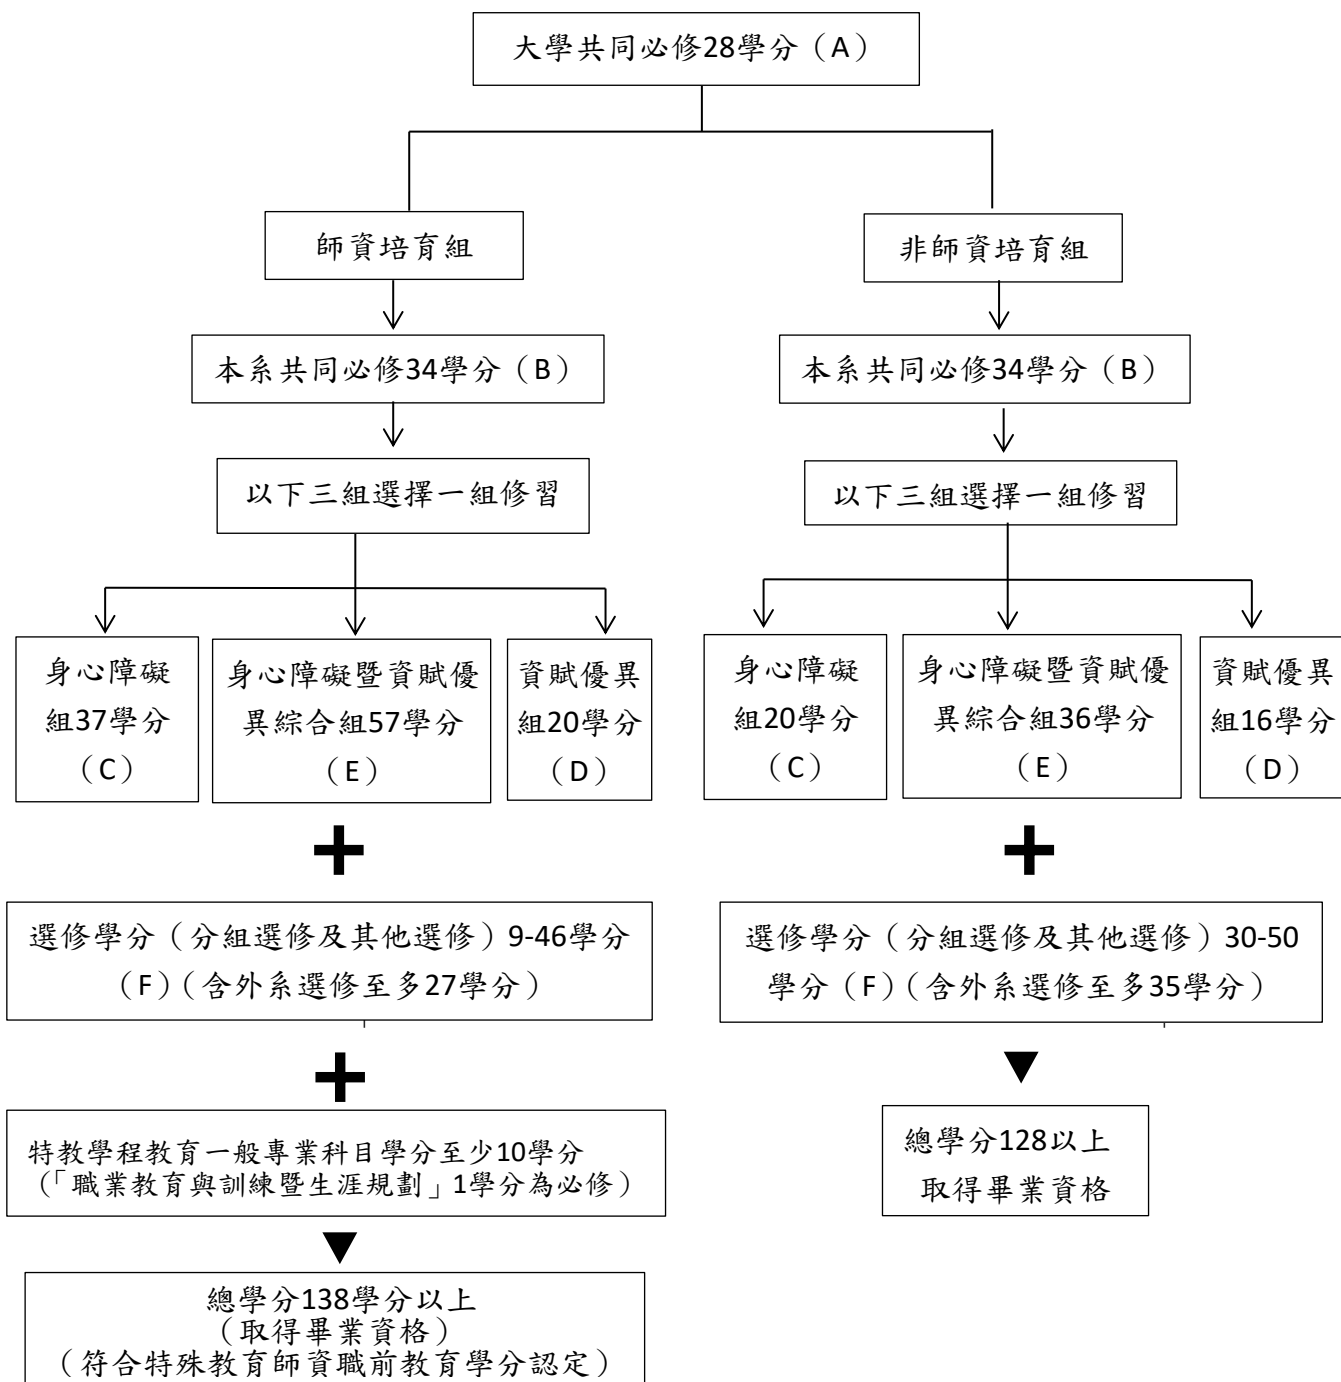 大學共同必修28學分（A）
師資培育組
非師資培育組
本系共同必修34學分（B）
本系共同必修34學分（B）
以下三組選擇一組修習
以下三組選擇一組修習
身心障礙
組37學分
（C）
身心障礙暨資賦優
異綜合組57學分
（E）
資賦優異
組20學分
（D）
身心障礙
組20學分
（C）
身心障礙暨資賦優
異綜合組36學分
（E）
資賦優異
組16學分
（D）
選修學分（分組選修及其他選修）9-46學分
（F）（含外系選修至多27學分）
選修學分（分組選修及其他選修）30-50
學分（F）（含外系選修至多35學分）
特教學程教育一般專業科目學分至少10學分
（「職業教育與訓練暨生涯規劃」1學分為必修）
總學分128以上
取得畢業資格
總學分138學分以上
（取得畢業資格）
（符合特殊教育師資職前教育學分認定）